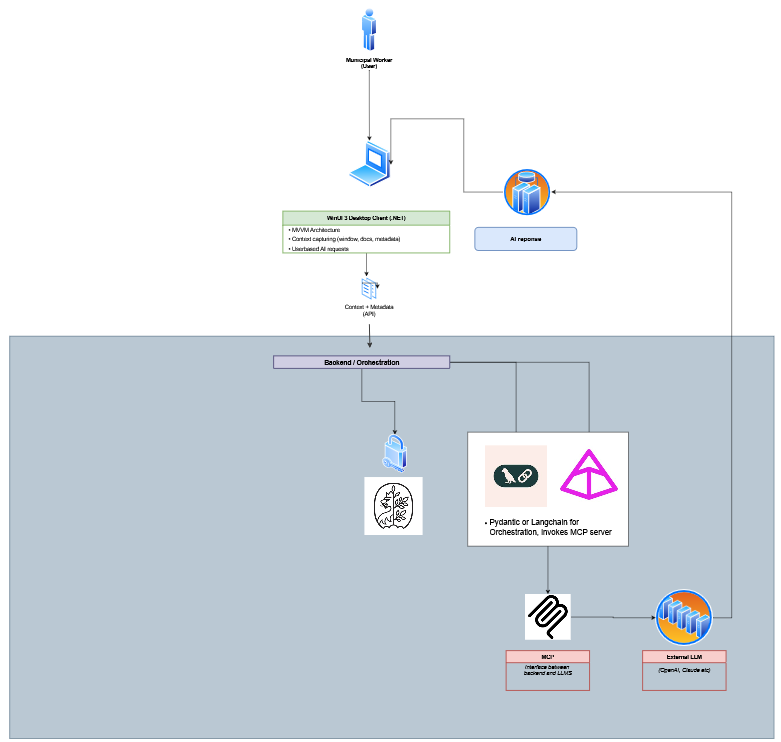 Municipal Worker
(User)
WinUI 3 Desktop Client (.NET)
• MVVM Architecture
• Context capturing (window, docs, metadata)
• Userbased AI requests
AI reponse
Context + Metadata
(API)
Backend / Orchestration
• Pydantic or Langchain for
Orchestration, invokes MCP server
MCP
Interface between
backend and LLMS
External LLM
(OpenAI, Claude etc)